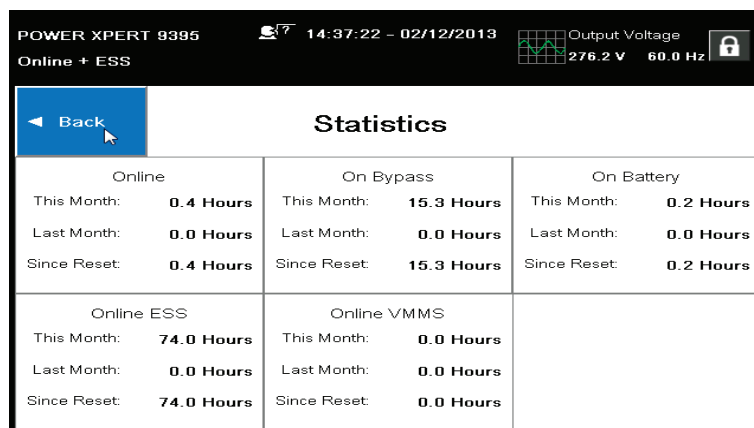 POWER XPERT 9395
? 14:37:22 - 02/12/2013
Output Voltage
Online + ESS
276.2 V 60.0 Hz
Back
Statistics
Online
This Month: 0.4 Hours
Last Month: 0.0 Hours
Since Reset: 0.4 Hours
On Bypass
This Month: 15.3 Hours
Last Month: 0.0 Hours
Since Reset: 15.3 Hours
On Battery
This Month: 0.2 Hours
Last Month: 0.0 Hours
Since Reset: 0.2 Hours
Online ESS
This Month: 74.0 Hours
Last Month: 0.0 Hours
Since Reset: 74.0 Hours
Online VMMS
This Month: 0.0 Hours
Last Month: 0.0 Hours
Since Reset: 0.0 Hours